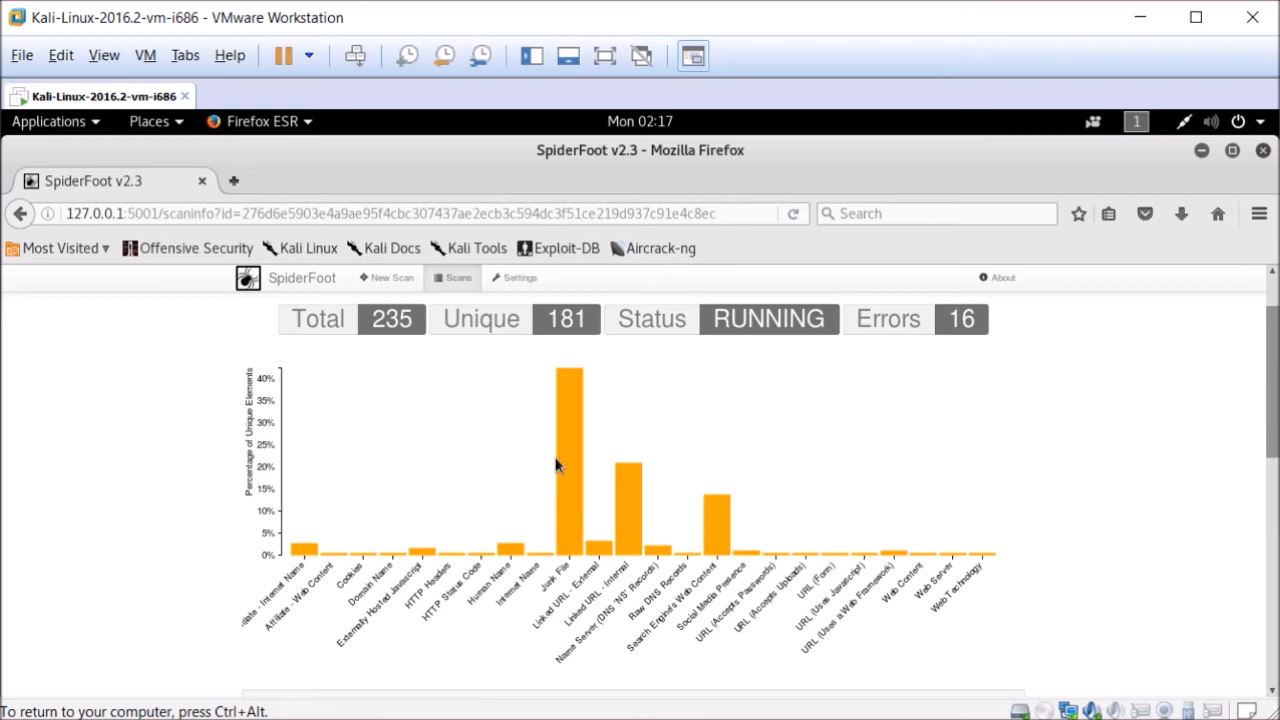 Kali-Linux-2016.2-vm-i686 - VMware Workstation
File Edit View VM Tabs Help
Kali-Linux-2016.2-vm-i686
Applications Places Firefox ESR Mon 02:17 1
SpiderFoot v2.3 - Mozilla Firefox
SpiderFoot v2.3
127.0.0.1:5001/scaninfo?id=276d6e5903e4a9ae95f4cbc307437ae2ecb3c594dc3f51ce219d937c91e4c8ec Search
Most Visited Offensive Security Kali Linux Kali Docs Kali Tools Exploit-DB Aircrack-ng
SpiderFoot New Scan Scans Settings About
Total 235 Unique 181 Status RUNNING Errors 16
Percentage of Unique Elements
40%
35%
30%
25%
20%
15%
10%
5%
0%
iliate - Internet Name
Affiliate - Web Content
Cookies
Domain Name
Externally Hosted Javascript
HTTP Headers
HTTP Status Code
Human Name
Internet Name
Junk File
Linked URL - External
Linked URL - Internal
Name Server (DNS 'NS' Records)
Raw DNS Records
Search Engine's Web Content
Social Media Presence
URL (Accepts Passwords)
URL (Accepts Uploads)
URL (Form)
URL (Uses Javascript)
URL (Uses a Web Framework)
Web Content
Web Server
Web Technology
To return to your computer, press Ctrl+Alt.